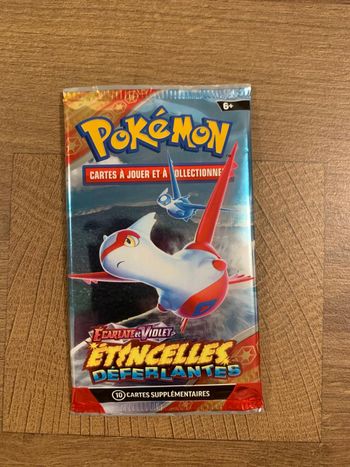 6+
POKÉMON
CARTES À JOUER ET À COLLECTIONNER
ÉCARLATE ET VIOLET
ÉTINCELLES
DÉFERLANTES
10 CARTES SUPPLÉMENTAIRES